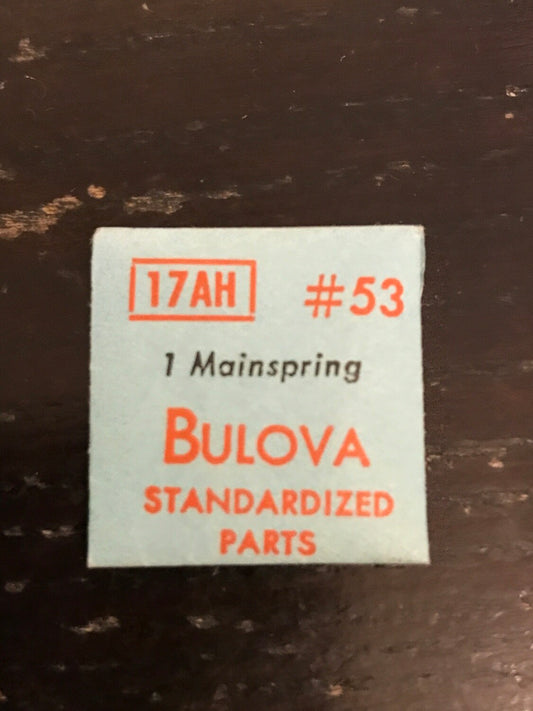 17AH #53
1 Mainspring
BULOVA
STANDARDIZED
PARTS